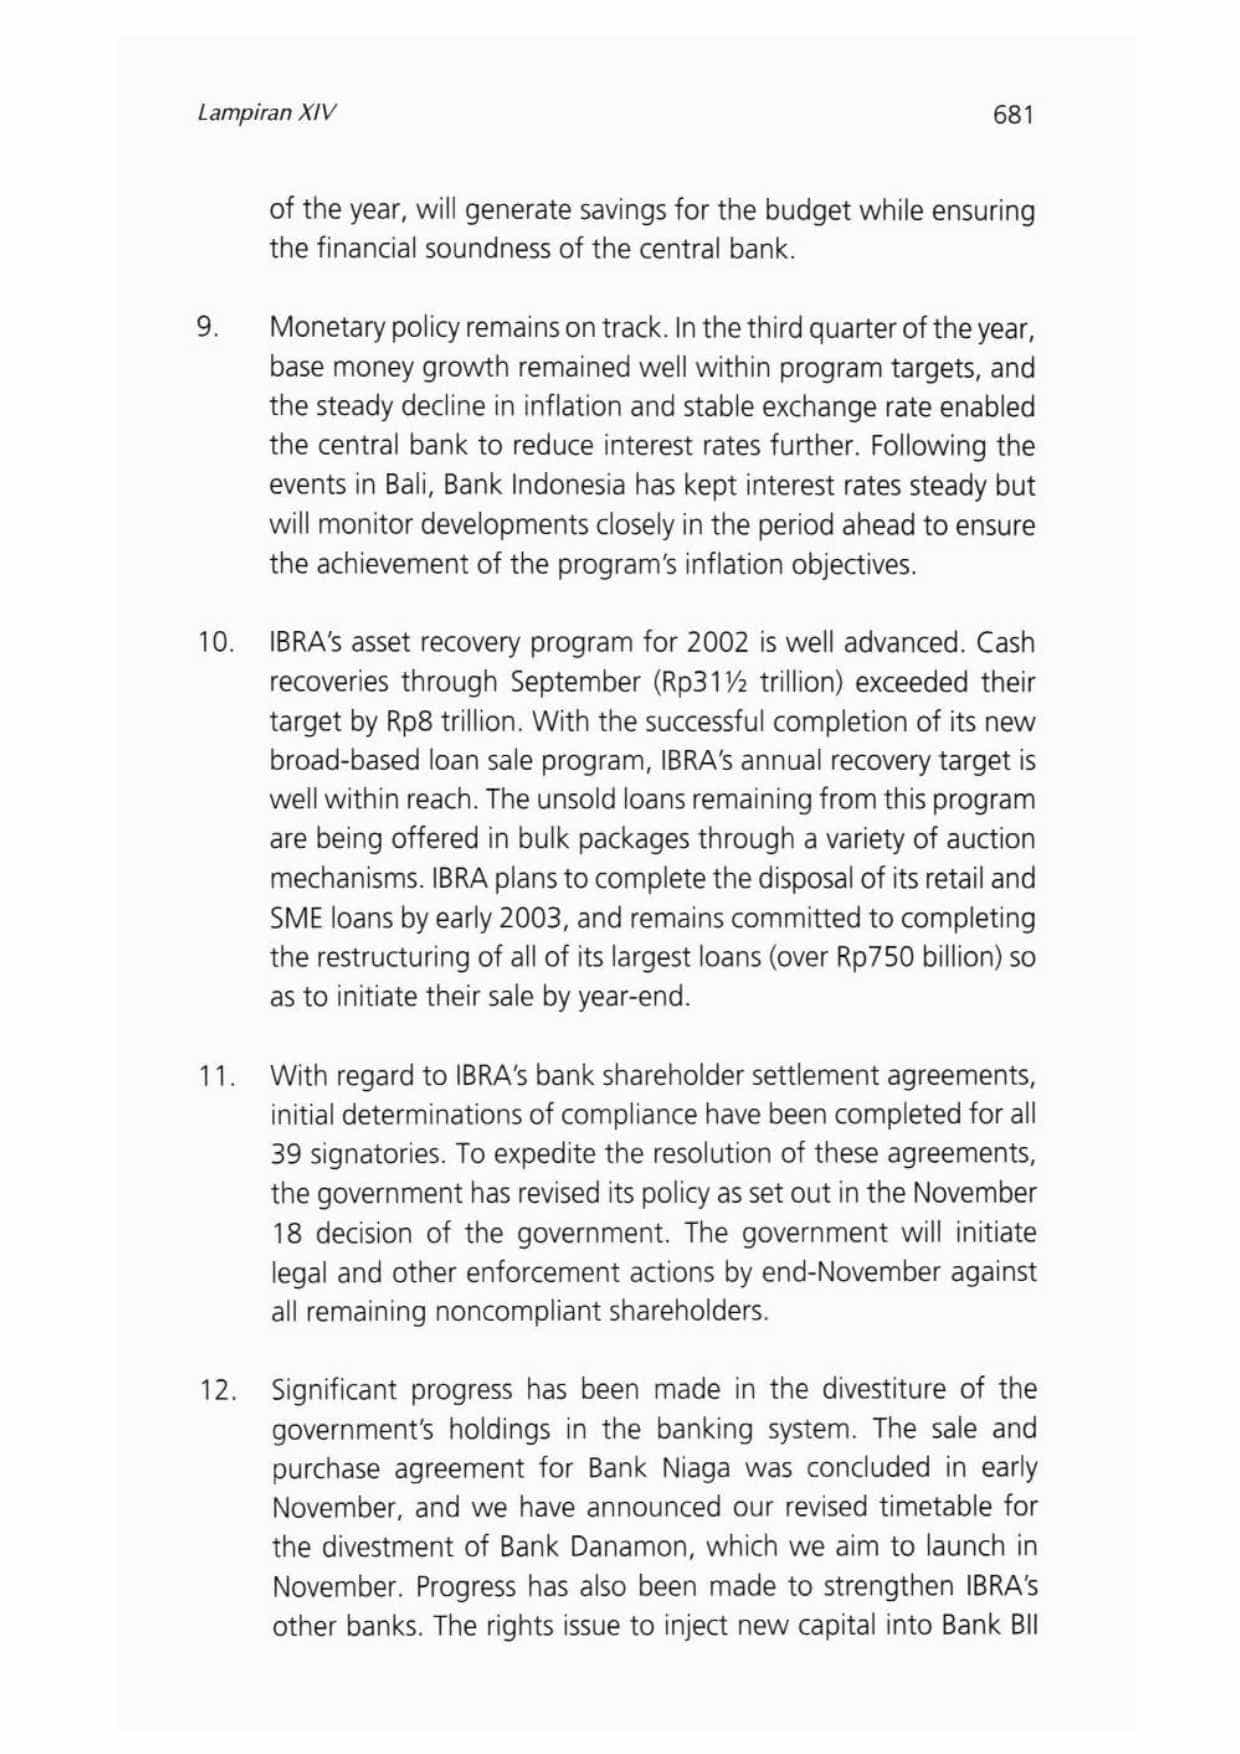 Lampiran XIV 681
of the year, will generate savings for the budget while ensuring
the financial soundness of the central bank.
9. Monetary policy remains on track. In the third quarter of the year,
base money growth remained well within program targets, and
the steady decline in inflation and stable exchange rate enabled
the central bank to reduce interest rates further. Following the
events in Bali, Bank Indonesia has kept interest rates steady but
will monitor developments closely in the period ahead to ensure
the achievement of the program's inflation objectives.
10. IBRA's asset recovery program for 2002 is well advanced. Cash
recoveries through September (Rp31½ trillion) exceeded their
target by Rp8 trillion. With the successful completion of its new
broad-based loan sale program, IBRA's annual recovery target is
well within reach. The unsold loans remaining from this program
are being offered in bulk packages through a variety of auction
mechanisms. IBRA plans to complete the disposal of its retail and
SME loans by early 2003, and remains committed to completing
the restructuring of all of its largest loans (over Rp750 billion) so
as to initiate their sale by year-end.
11. With regard to IBRA's bank shareholder settlement agreements,
initial determinations of compliance have been completed for all
39 signatories. To expedite the resolution of these agreements,
the government has revised its policy as set out in the November
18 decision of the government. The government will initiate
legal and other enforcement actions by end-November against
all remaining noncompliant shareholders.
12. Significant progress has been made in the divestiture of the
government's holdings in the banking system. The sale and
purchase agreement for Bank Niaga was concluded in early
November, and we have announced our revised timetable for
the divestment of Bank Danamon, which we aim to launch in
November. Progress has also been made to strengthen IBRA's
other banks. The rights issue to inject new capital into Bank BII